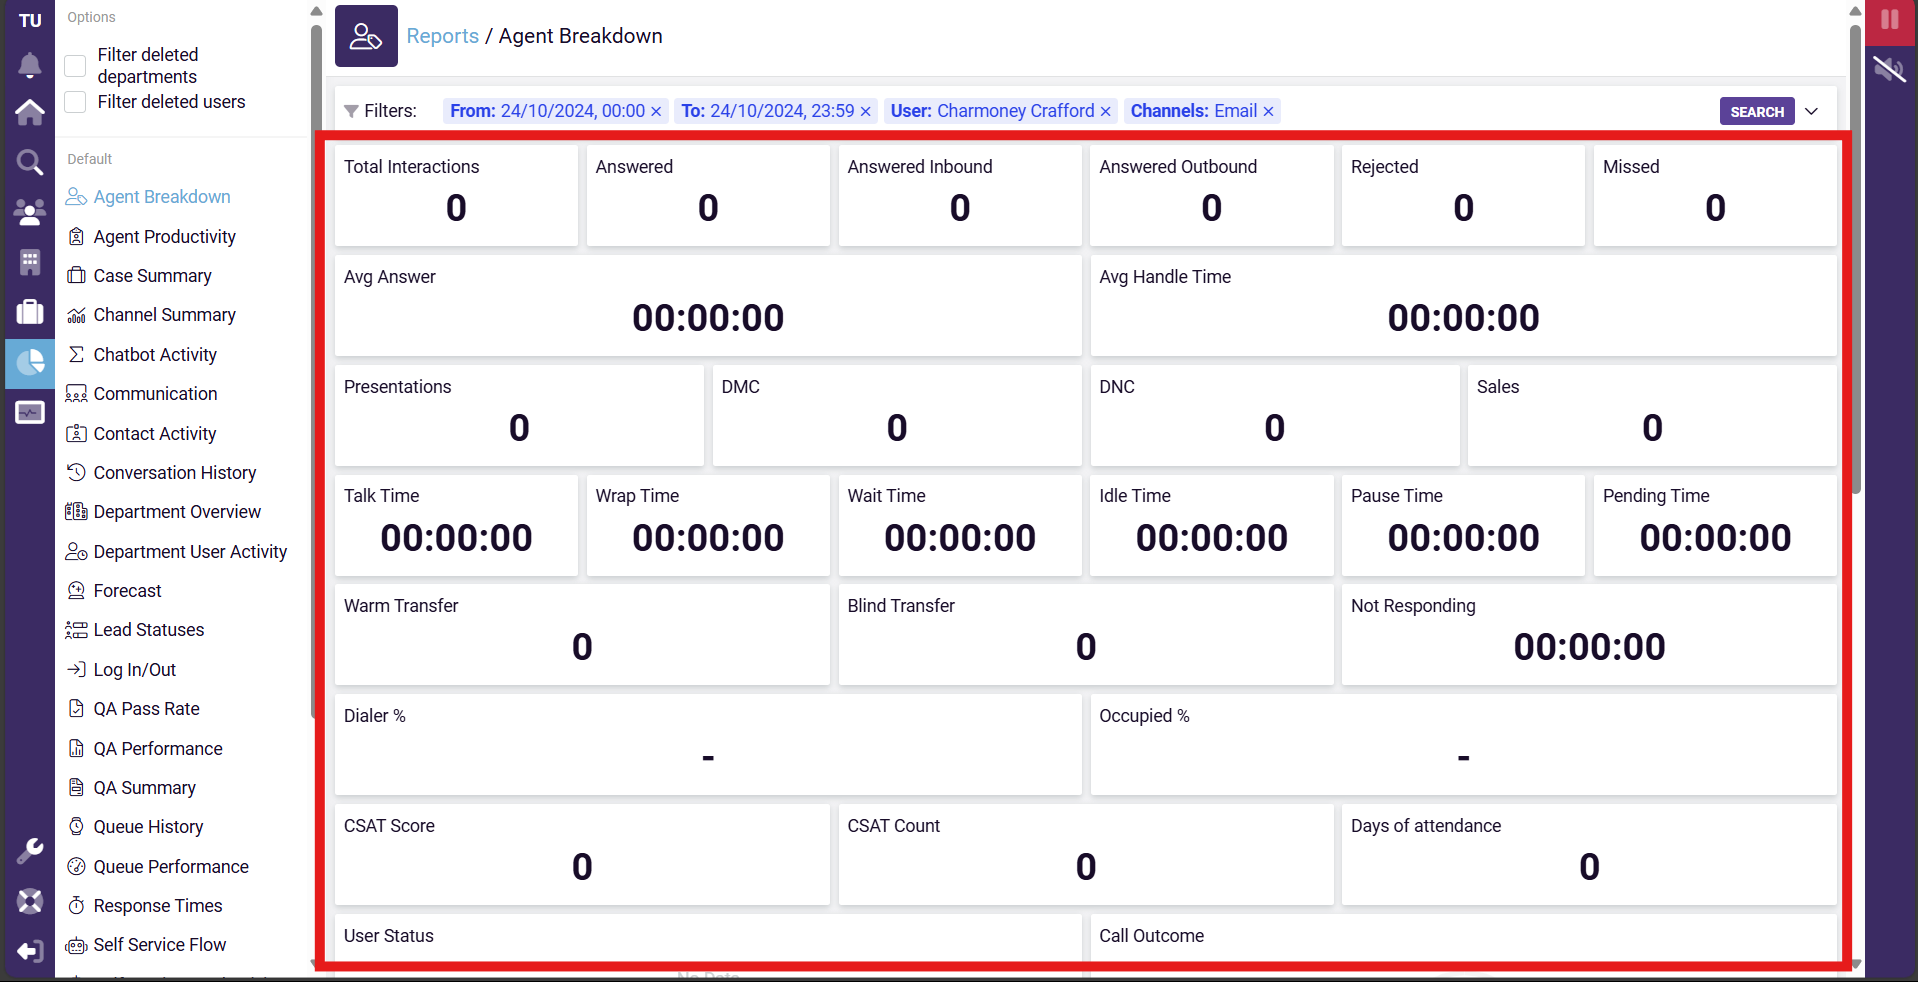 TU
Options
Filter deleted
departments
Filter deleted users
Default
Agent Breakdown
Agent Productivity
Case Summary
Channel Summary
Chatbot Activity
Communication
Contact Activity
Conversation History
Department Overview
Department User Activity
Forecast
Lead Statuses
Log In/Out
QA Pass Rate
QA Performance
QA Summary
Queue History
Queue Performance
Response Times
Self Service Flow
Reports / Agent Breakdown
Filters: From: 24/10/2024, 00:00 × To: 24/10/2024, 23:59 × User: Charmoney Crafford × Channels: Email × SEARCH
Total Interactions Answered Answered Inbound Answered Outbound Rejected Missed
0 0 0 0 0 0
Avg Answer Avg Handle Time
00:00:00 00:00:00
Presentations DMC DNC Sales
0 0 0 0
Talk Time Wrap Time Wait Time Idle Time Pause Time Pending Time
00:00:00 00:00:00 00:00:00 00:00:00 00:00:00 00:00:00
Warm Transfer Blind Transfer Not Responding
0 0 00:00:00
Dialer % Occupied %
- -
CSAT Score CSAT Count Days of attendance
0 0 0
User Status Call Outcome
No Data